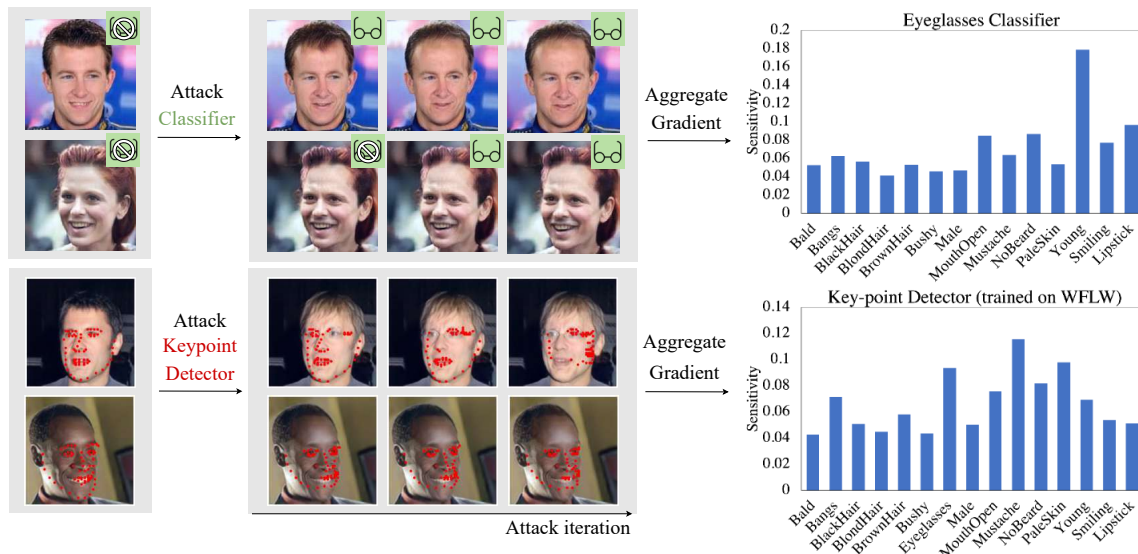 Attack
Classifier
Aggregate
Gradient
Eyeglasses Classifier
Sensitivity
0.2
0.18
0.16
0.14
0.12
0.1
0.08
0.06
0.04
0.02
0
Bald
Bangs
BlackHair
BlondHair
BrownHair
Bushy
Male
MouthOpen
Mustache
NoBeard
PaleSkin
Young
Smiling
Lipstick
Attack
Keypoint
Detector
Attack iteration
Aggregate
Gradient
Key-point Detector (trained on WFLW)
Sensitivity
0.14
0.12
0.1
0.08
0.06
0.04
0.02
0
Bald
Bangs
BlackHair
BlondHair
BrownHair
Bushy
Eyeglasses
Male
MouthOpen
Mustache
NoBeard
PaleSkin
Young
Smiling
Lipstick